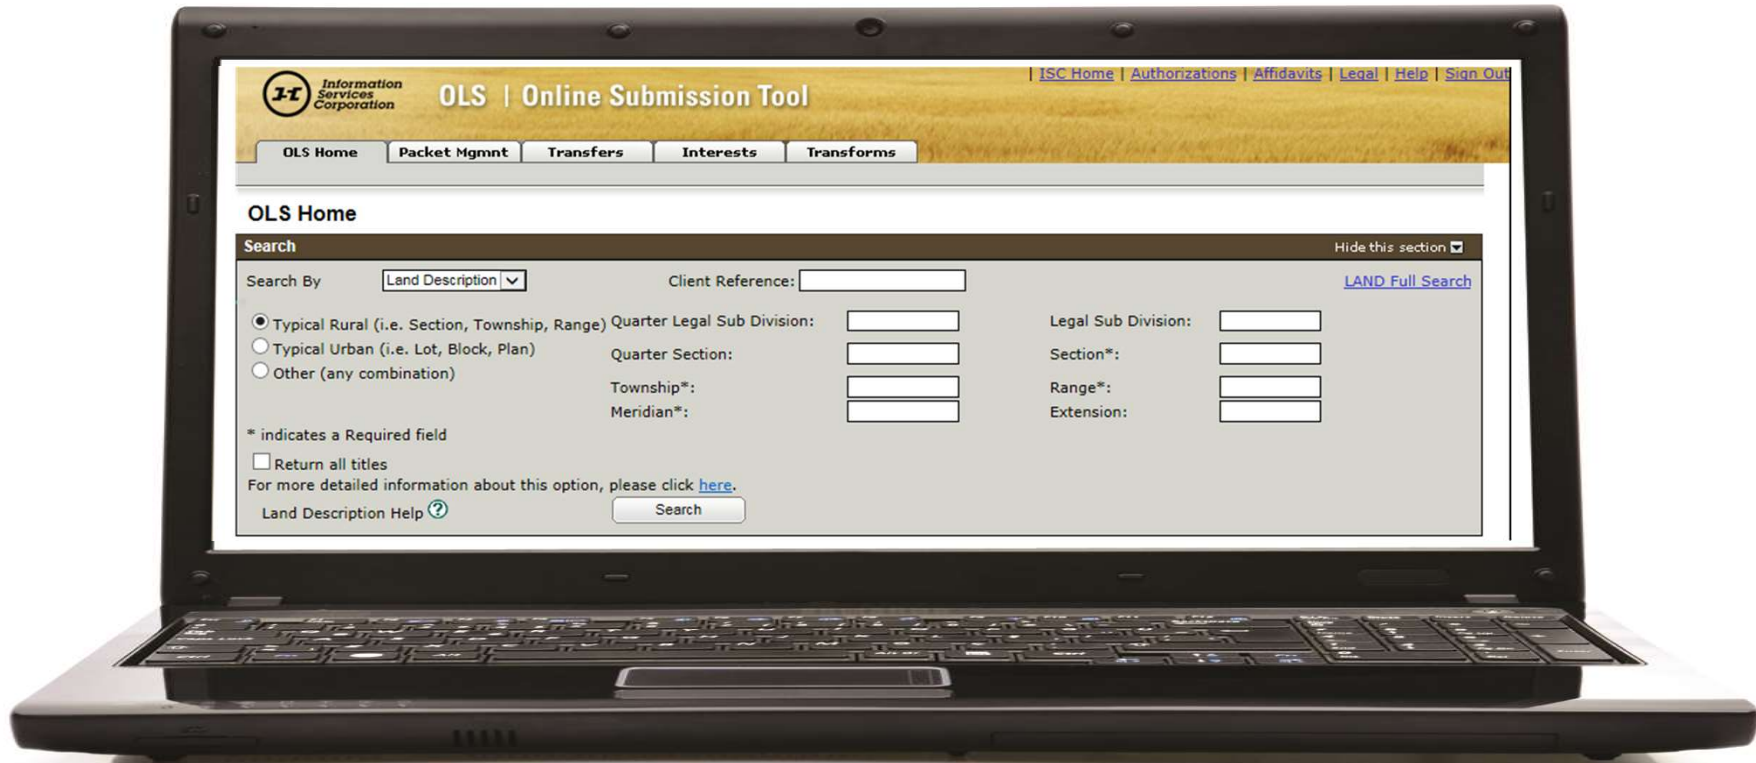 Information
Services
Corporation
OLS | Online Submission Tool
| ISC Home | Authorizations | Affidavits | Legal | Help | Sign Out
OLS Home
Packet Mgmnt
Transfers
Interests
Transforms
OLS Home
Search
Hide this section
Search By
Land Description
Client Reference:
LAND Full Search
Typical Rural (i.e. Section, Township, Range)
Quarter Legal Sub Division:
Legal Sub Division:
Typical Urban (i.e. Lot, Block, Plan)
Quarter Section:
Section*:
Other (any combination)
Township*:
Range*:
Meridian*:
Extension:
* indicates a Required field
Return all titles
For more detailed information about this option, please click here.
Land Description Help ?
Search